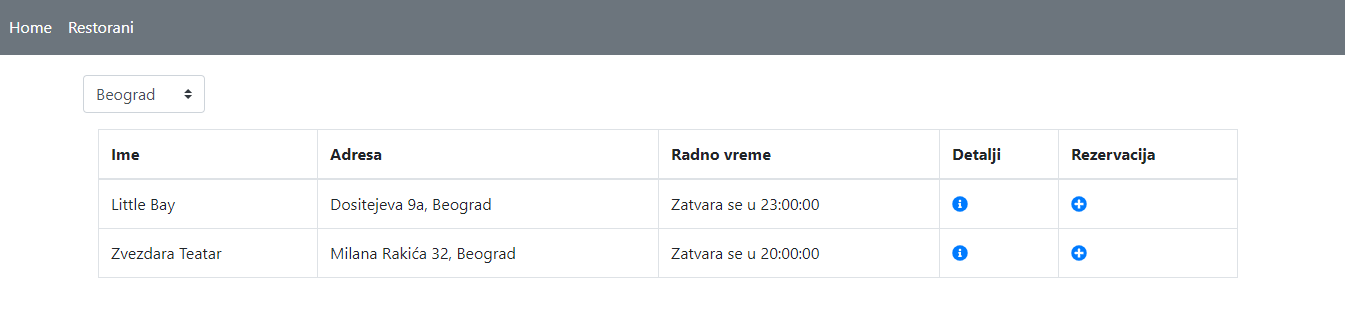 Home Restorani
Beograd
Ime Adresa Radno vreme Detalji Rezervacija
Little Bay Dositejeva 9a, Beograd Zatvara se u 23:00:00
Zvezdara Teatar Milana Rakića 32, Beograd Zatvara se u 20:00:00